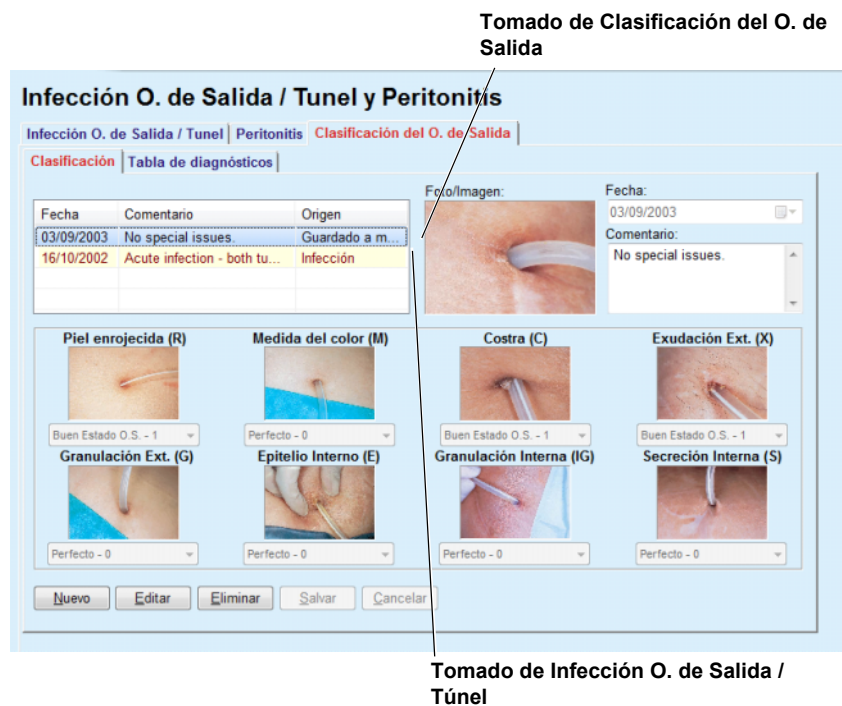 Tomado de Clasificación del O. de
Salida
Infección O. de Salida / Tunel y Peritonitis
Infección O. de Salida / Tunel Peritonitis Clasificación del O. de Salida
Clasificación Tabla de diagnósticos
Foto/Imagen: Fecha:
Fecha Comentario Origen 03/09/2003
03/09/2003 No special issues. Guardado a m... Comentario:
16/10/2002 Acute infection - both tu... Infección No special issues.
Piel enrojecida (R) Medida del color (M) Costra (C) Exudación Ext. (X)
Buen Estado O.S. - 1 Perfecto - 0 Buen Estado O.S. - 1 Buen Estado O.S. - 1
Granulación Ext. (G) Epitelio Interno (E) Granulación Interna (IG) Secreción Interna (S)
Perfecto - 0 Perfecto - 0 Perfecto - 0 Perfecto - 0
Nuevo Editar Eliminar Salvar Cancelar
Tomado de Infección O. de Salida /
Túnel